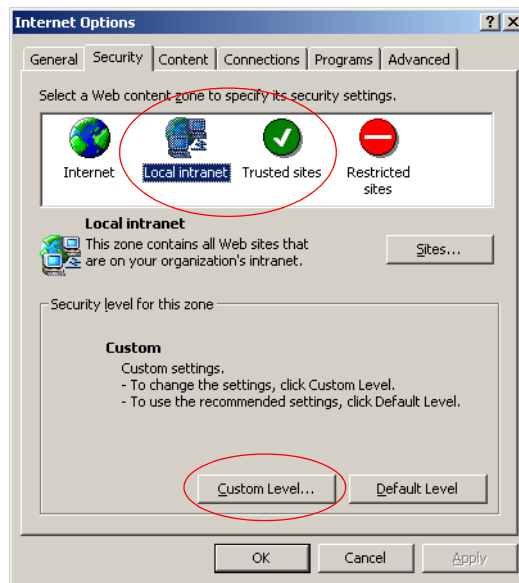 Internet Options
General Security Content Connections Programs Advanced
Select a Web content zone to specify its security settings.
Internet Local intranet Trusted sites Restricted sites
Local intranet
This zone contains all Web sites that
are on your organization's intranet.
Sites...
Security level for this zone
Custom
Custom settings.
- To change the settings, click Custom Level.
- To use the recommended settings, click Default Level.
Custom Level... Default Level
OK Cancel Apply